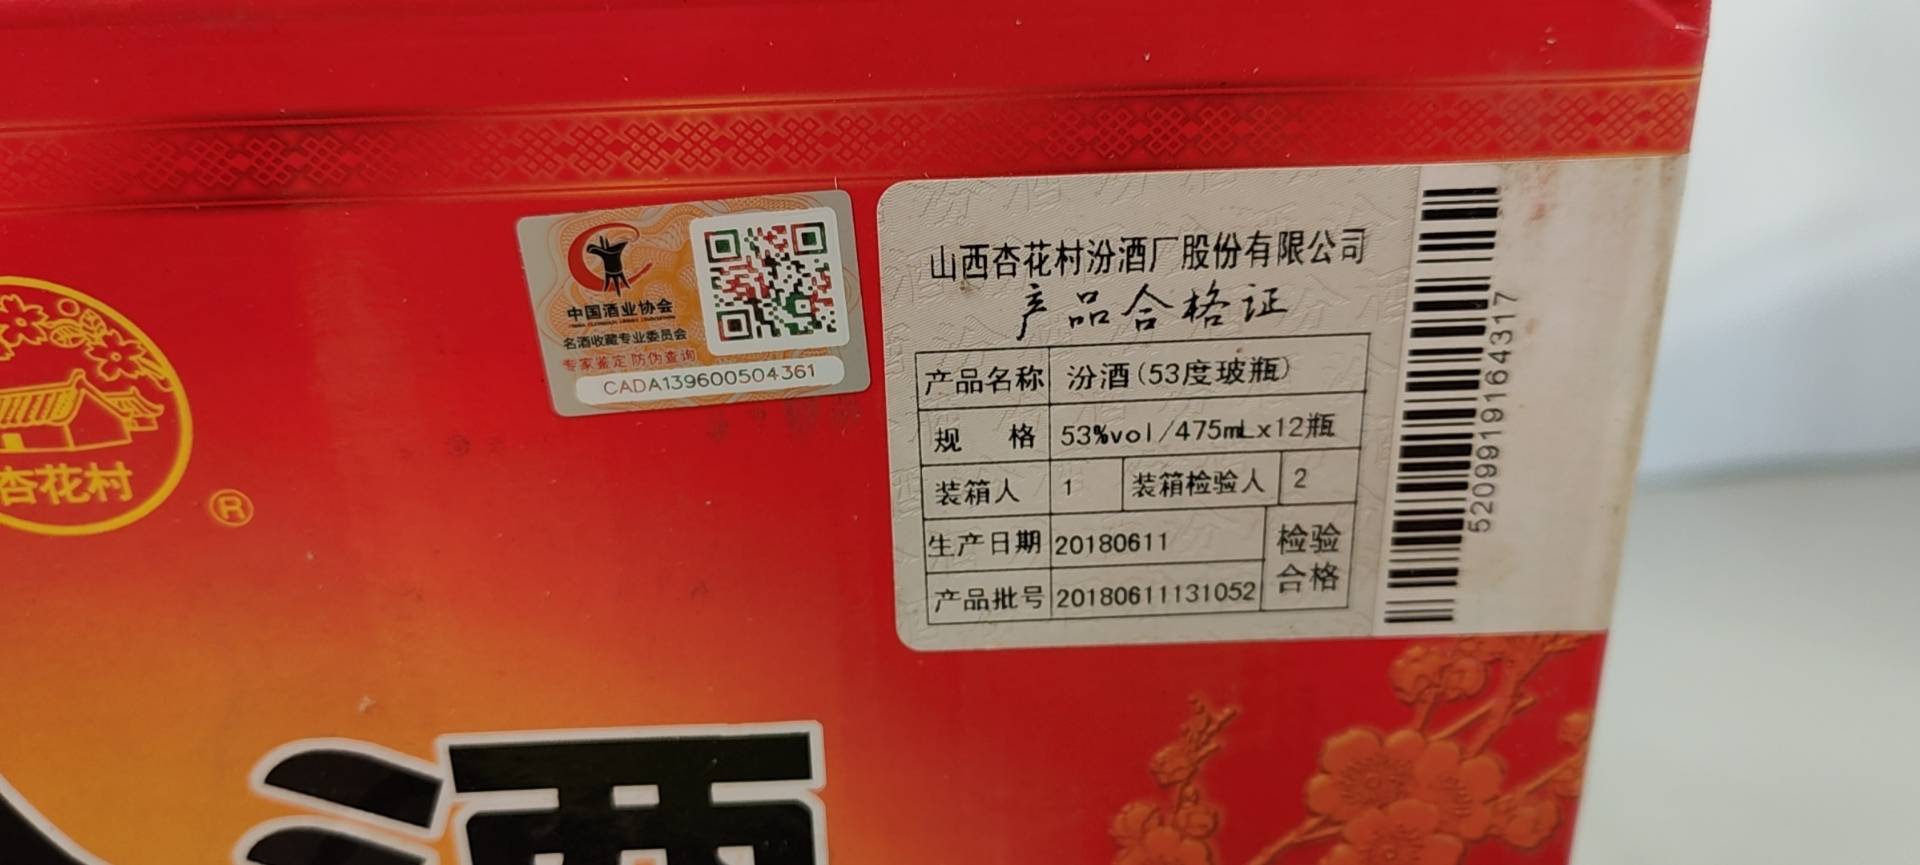 杏花村
®
中国酒业协会
名酒收藏专业委员会
专家鉴定防伪查询
CADA139600504361
山西杏花村汾酒厂股份有限公司
产品合格证
产品名称 汾酒(53度玻瓶)
规 格 53%vol/475mLx12瓶
装箱人 1 装箱检验人 2
生产日期 20180611 检验
产品批号 20180611131052 合格
5209919164317
酒